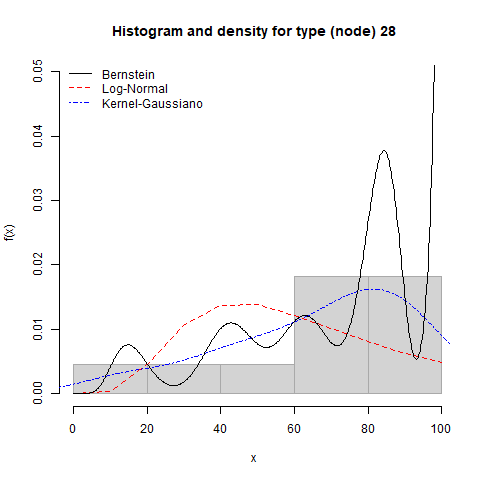 Histogram and density for type (node) 28
Bernstein
Log-Normal
Kernel-Gaussiano
0.05
0.04
0.03
0.02
0.01
0.00
f(x)
0 20 40 60 80 100
x